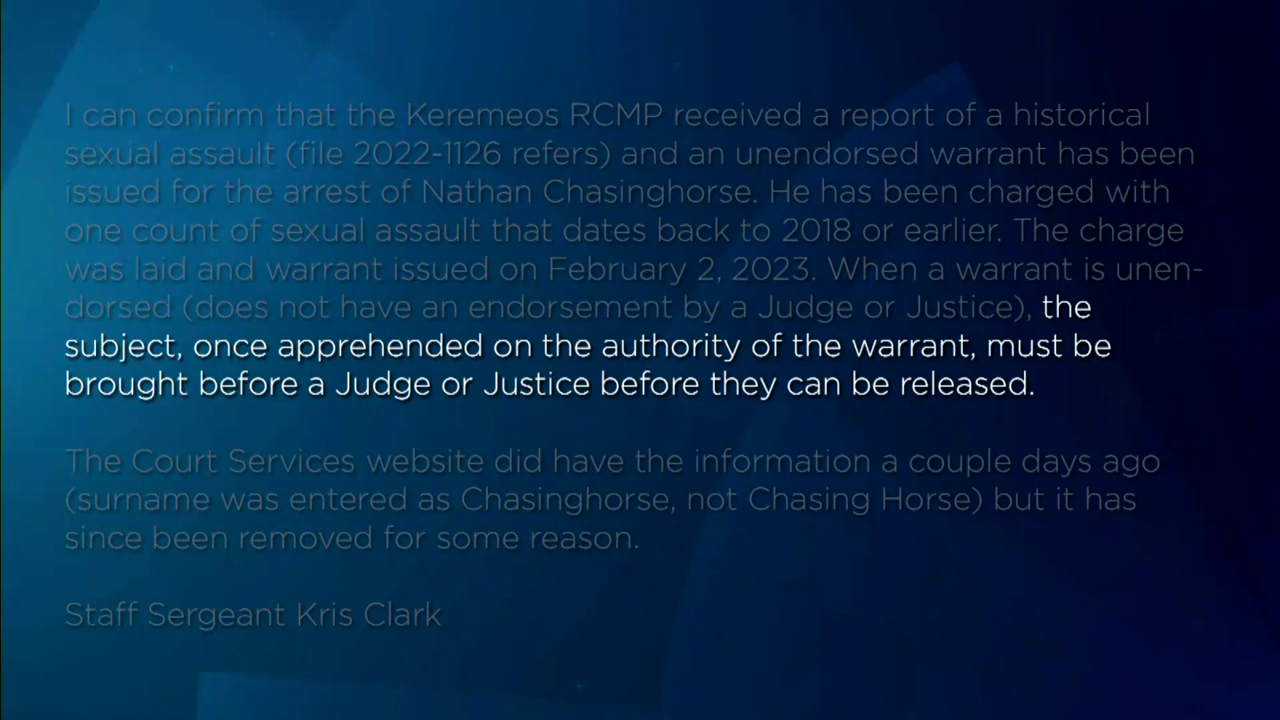 I can confirm that the Keremeos RCMP received a report of a historical
sexual assault (file 2022-1126 refers) and an unendorsed warrant has been
issued for the arrest of Nathan Chasinghorse. He has been charged with
one count of sexual assault that dates back to 2018 or earlier. The charge
was laid and warrant issued on February 2, 2023. When a warrant is unen-
dorsed (does not have an endorsement by a Judge or Justice), the
subject, once apprehended on the authority of the warrant, must be
brought before a Judge or Justice before they can be released.
The Court Services website did have the information a couple days ago
(surname was entered as Chasinghorse, not Chasing Horse) but it has
since been removed for some reason.
Staff Sergeant Kris Clark